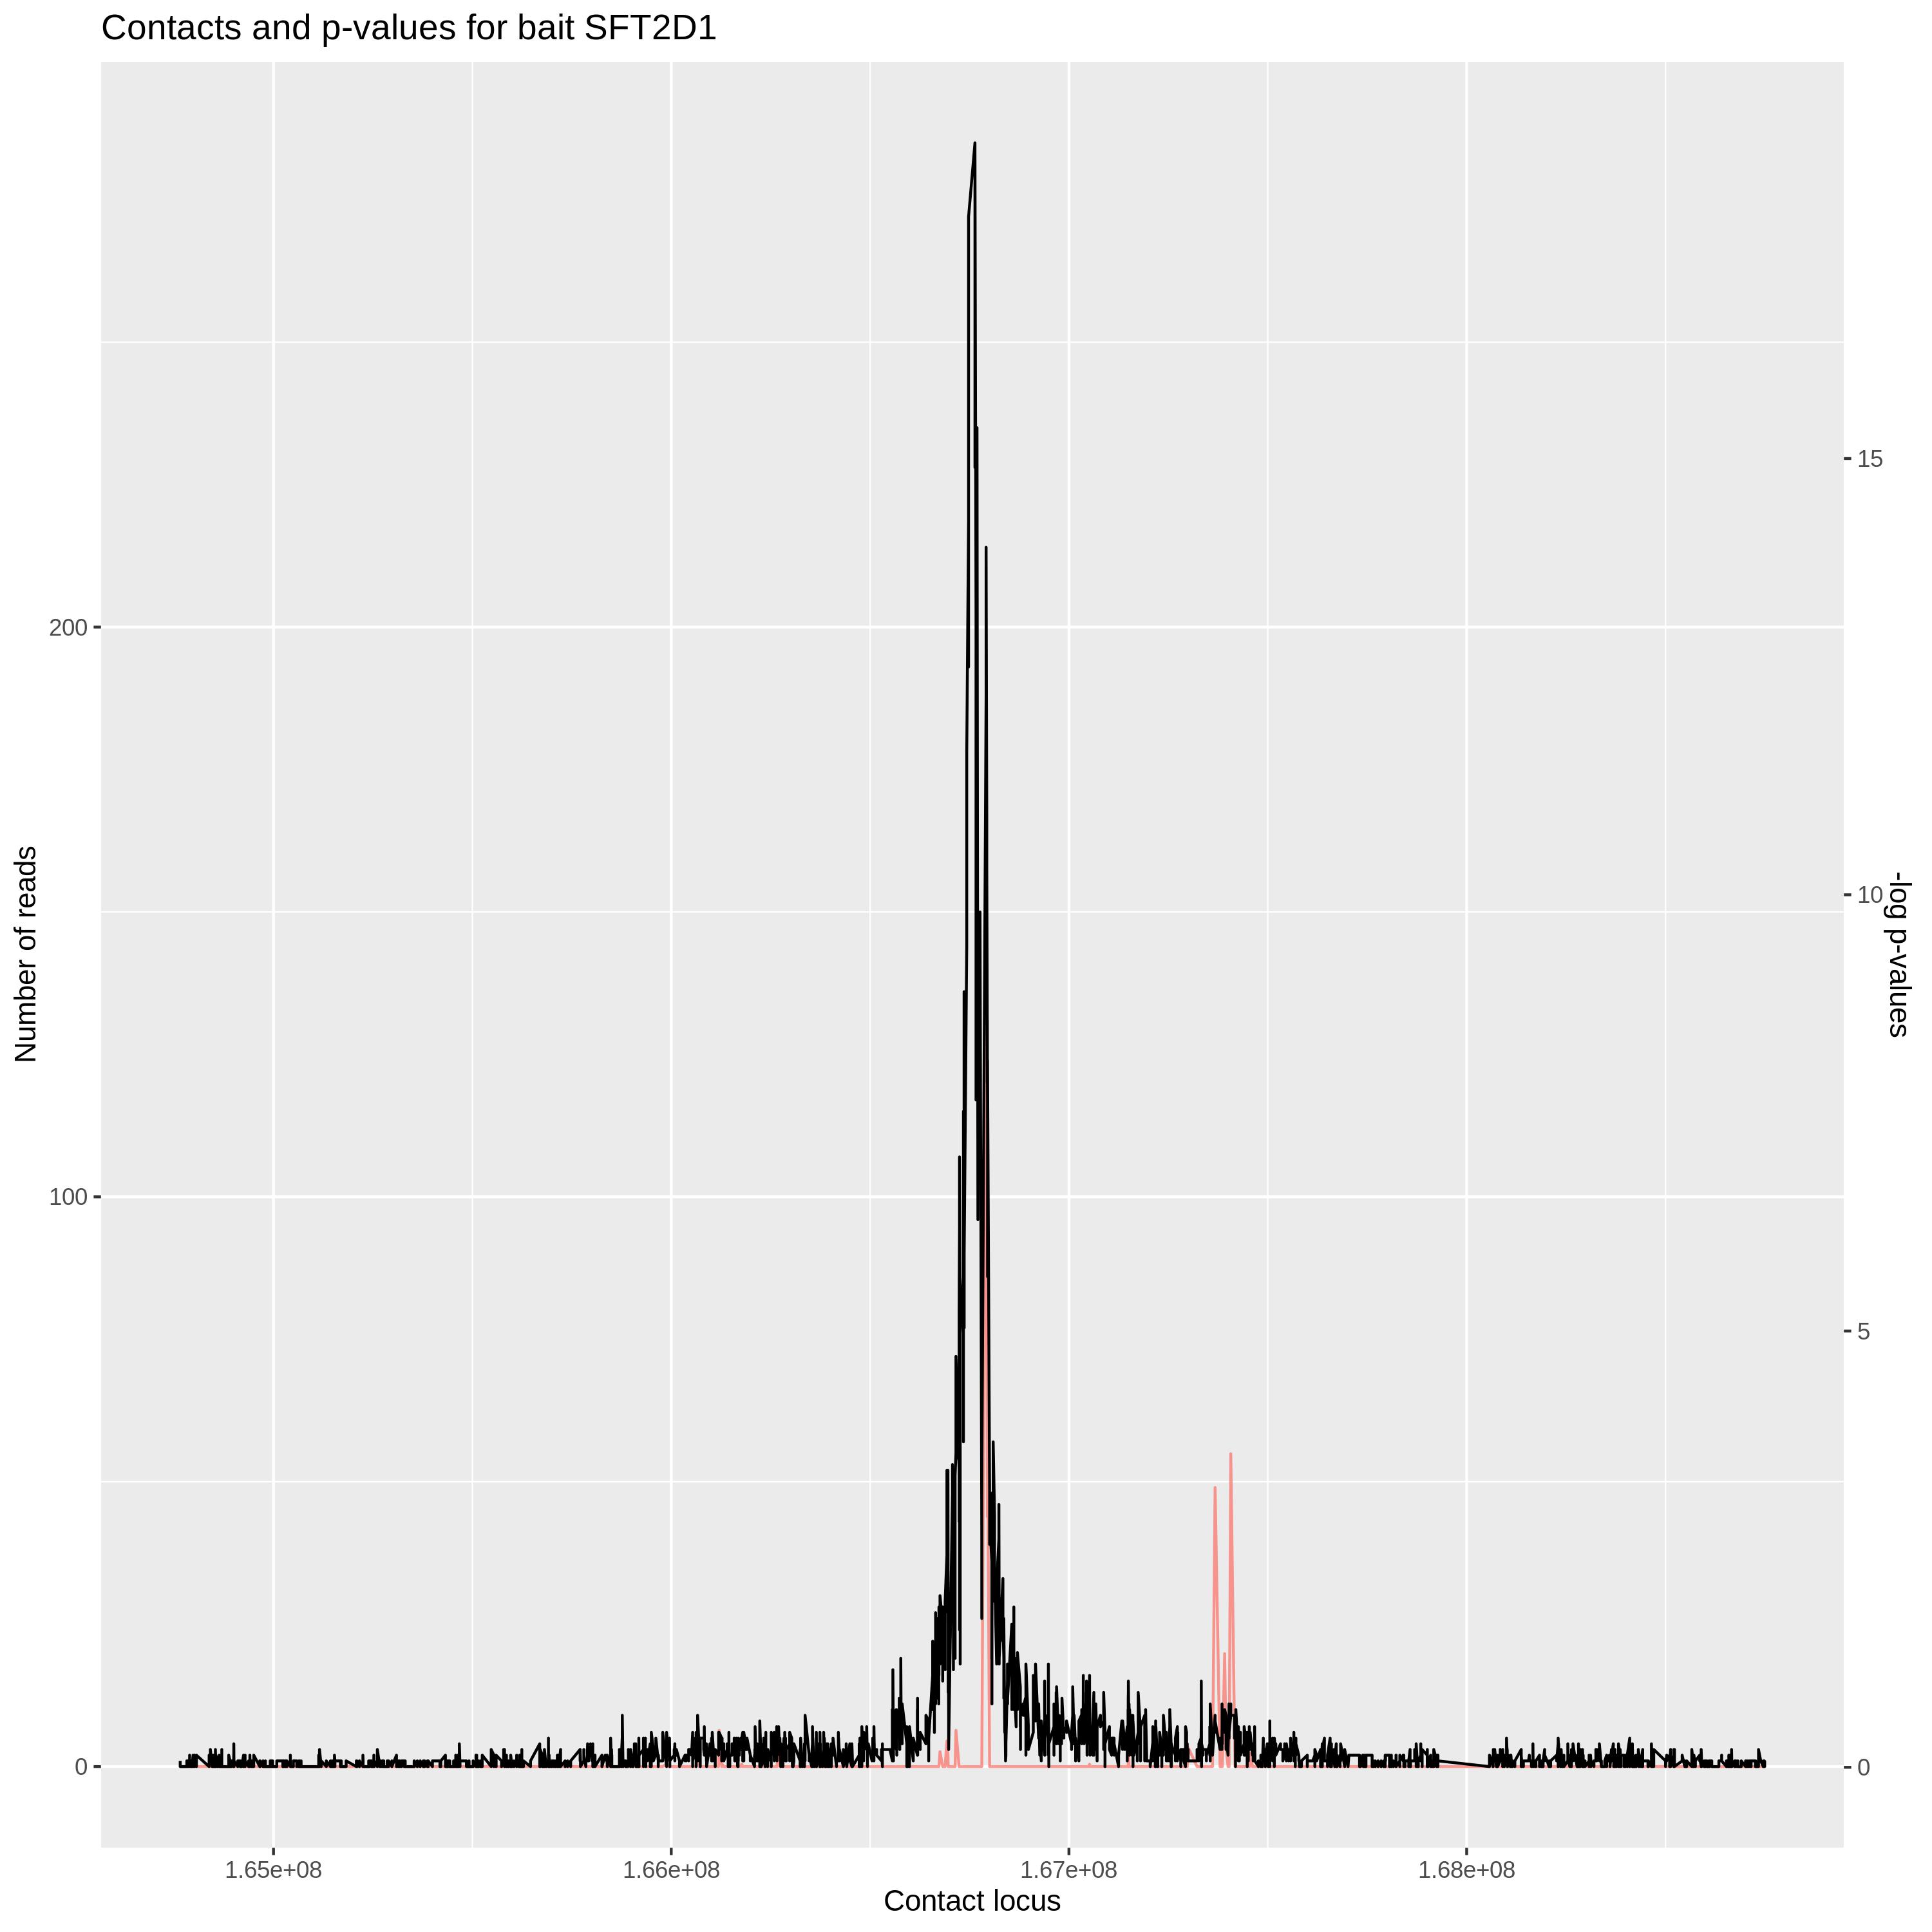 Contacts and p-values for bait SFT2D1
Number of reads
200
100
0
15
10
5
0
-log p-values
1.65e+08 1.66e+08 1.67e+08 1.68e+08
Contact locus